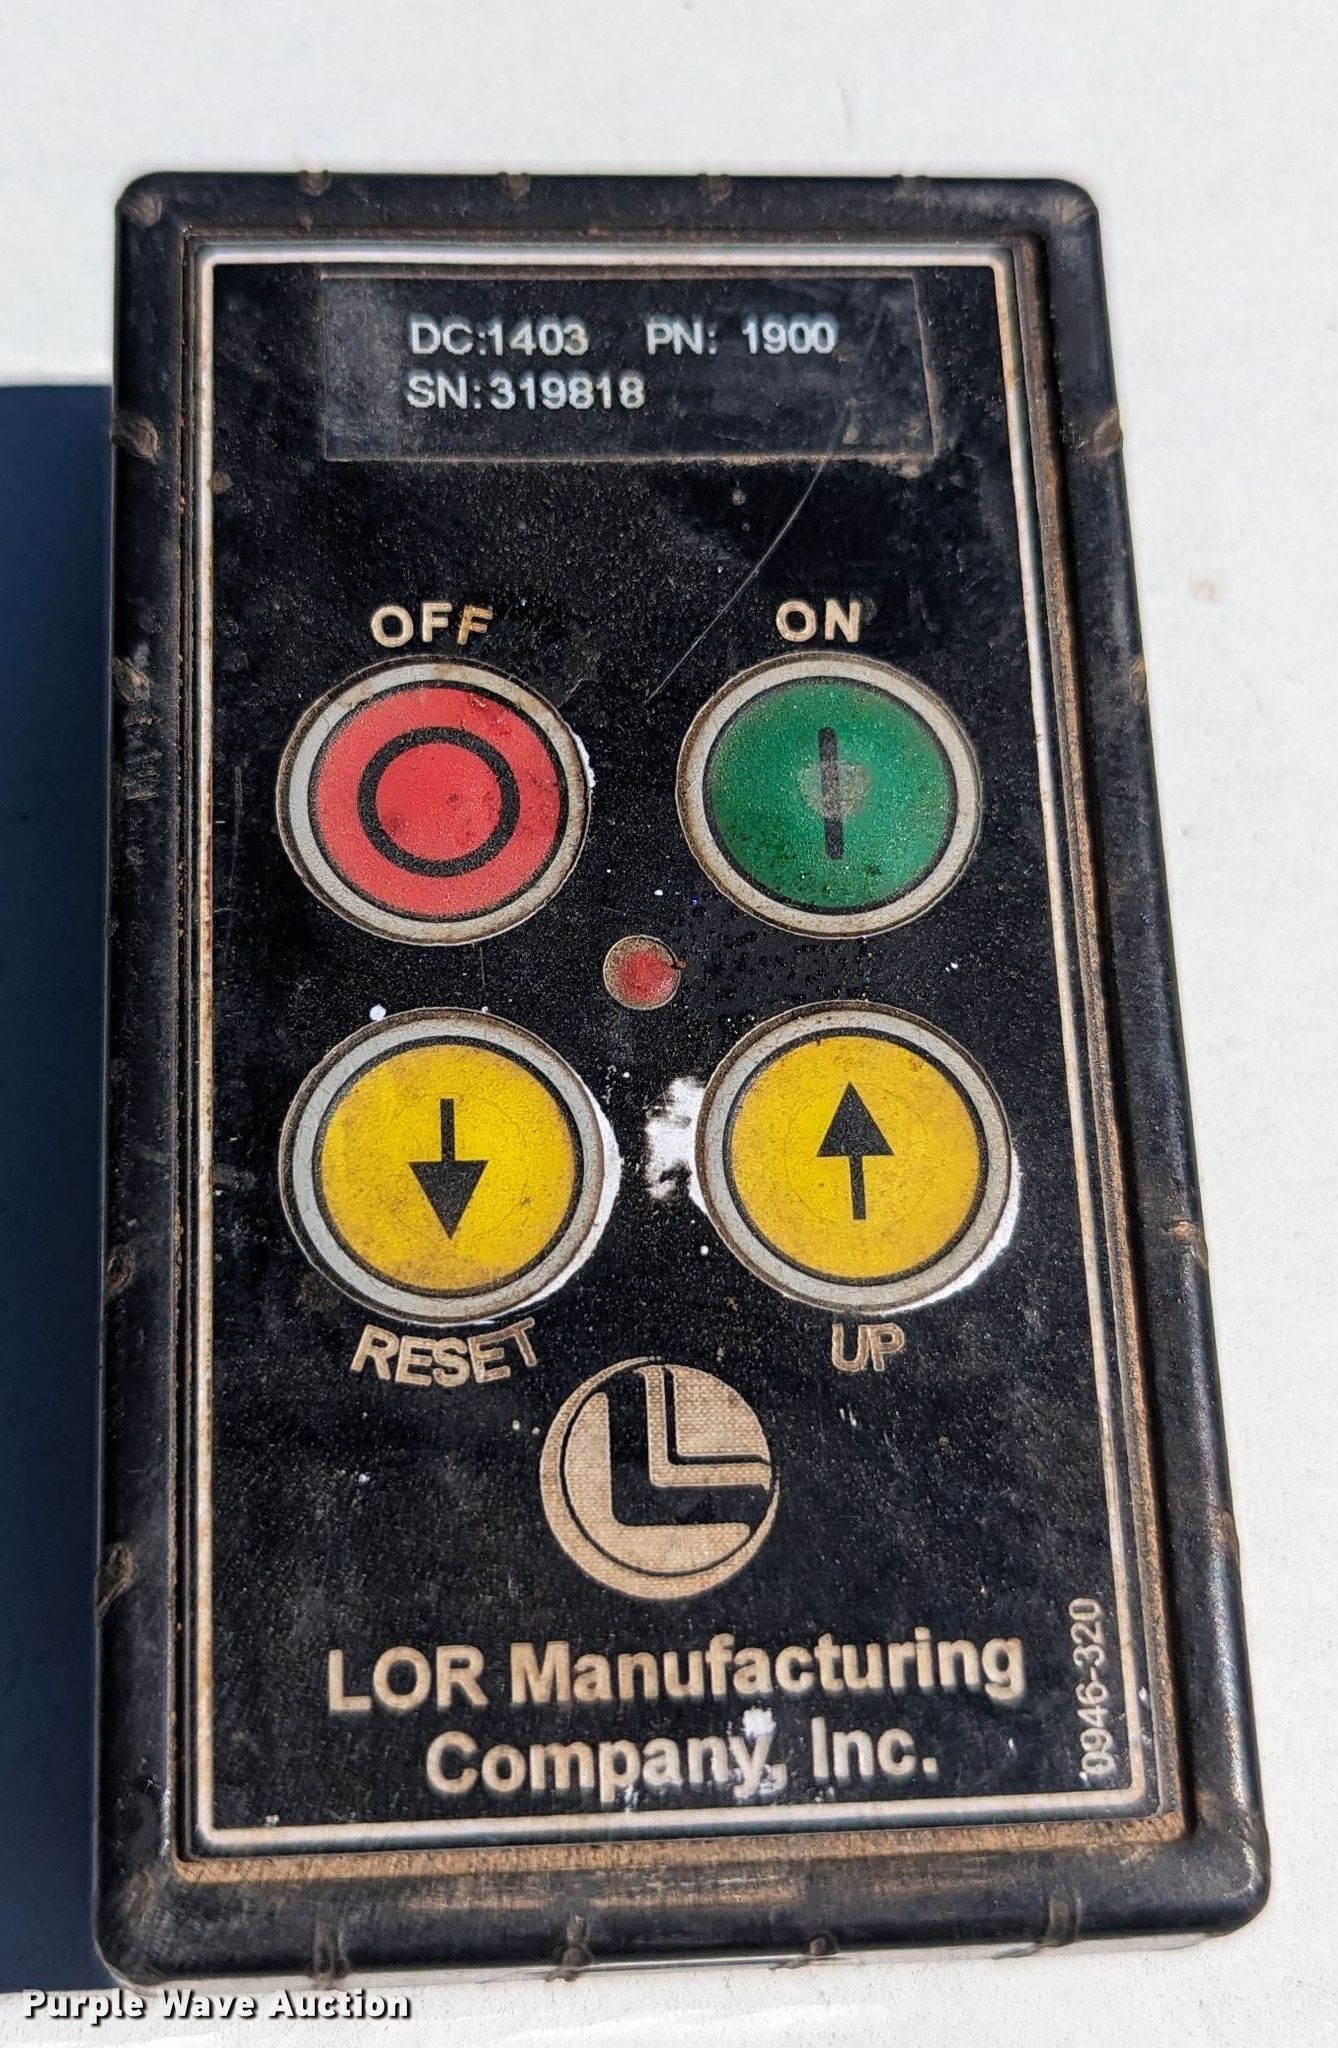 DC:1403 PN: 1900
SN:319818
OFF ON
RESET UP
LOR Manufacturing
Company, Inc.
0946-320
Purple Wave Auction